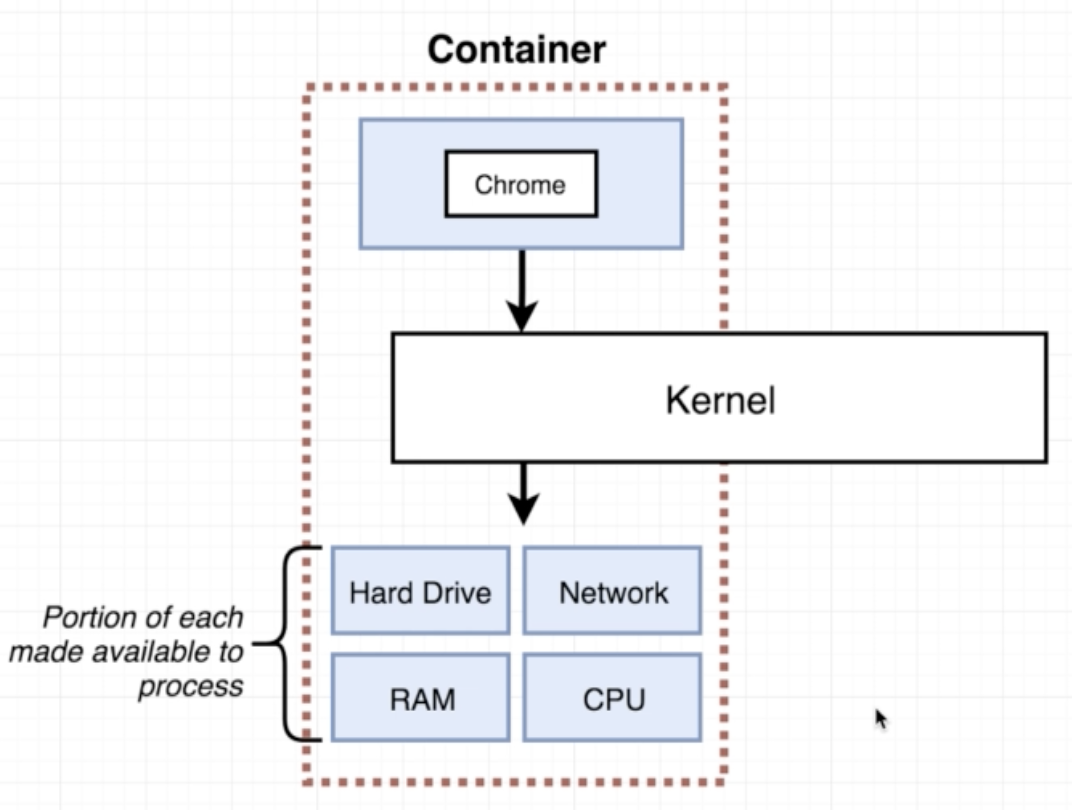 Container
Chrome
Kernel
Hard Drive
Network
Portion of each
made available to
process
RAM
CPU